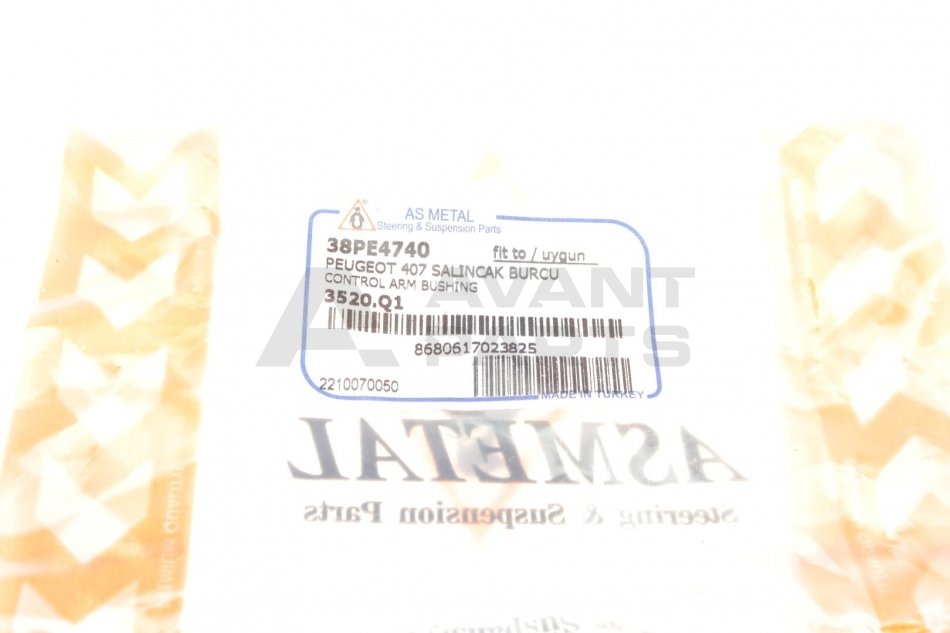 AS METAL
Steering & Suspension Parts
38PE4740 fit to / uygun
PEUGEOT 407 SALINCAK BURCU
CONTROL ARM BUSHING
3520.Q1
AVANT
PARTS
8680617023825
2210070050
MADE IN TURKEY
ASMETAL
Steering & Suspension Parts